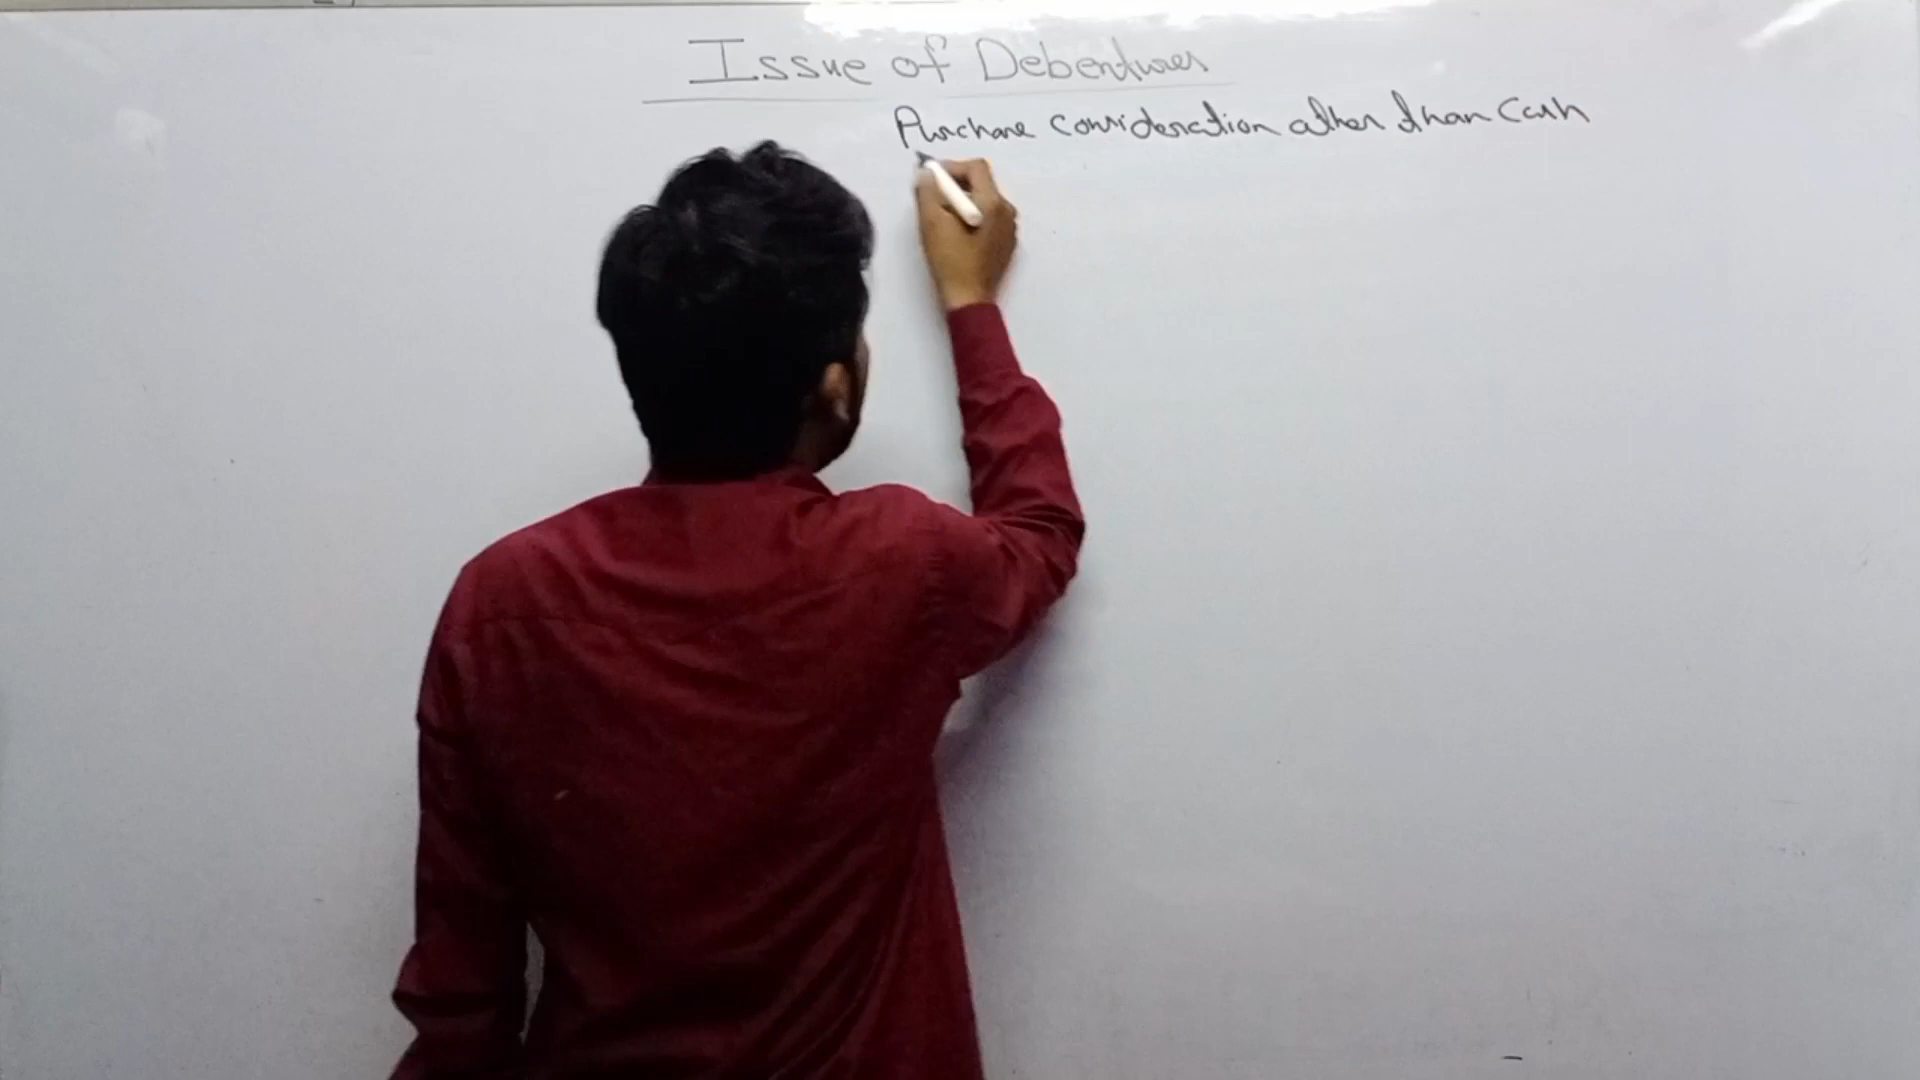 Issue of Debentures
Purchase consideration other than Cash